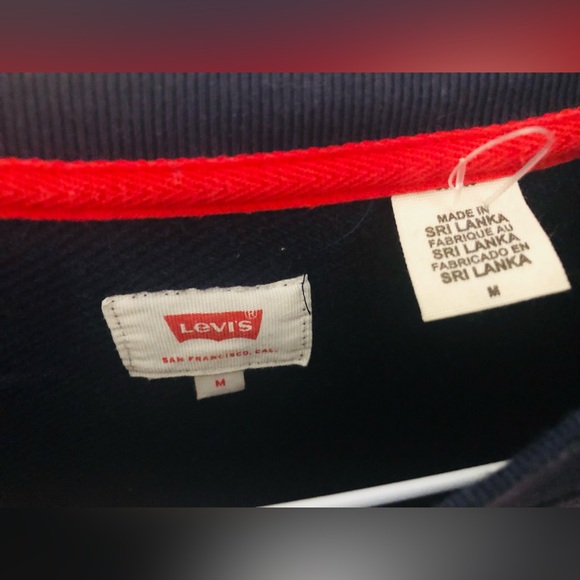 LEVI'S ®
SAN FRANCISCO, CAL.
M
MADE IN
SRI LANKA
FABRIQUE AU
SRI LANKA
FABRICADO EN
SRI LANKA
M